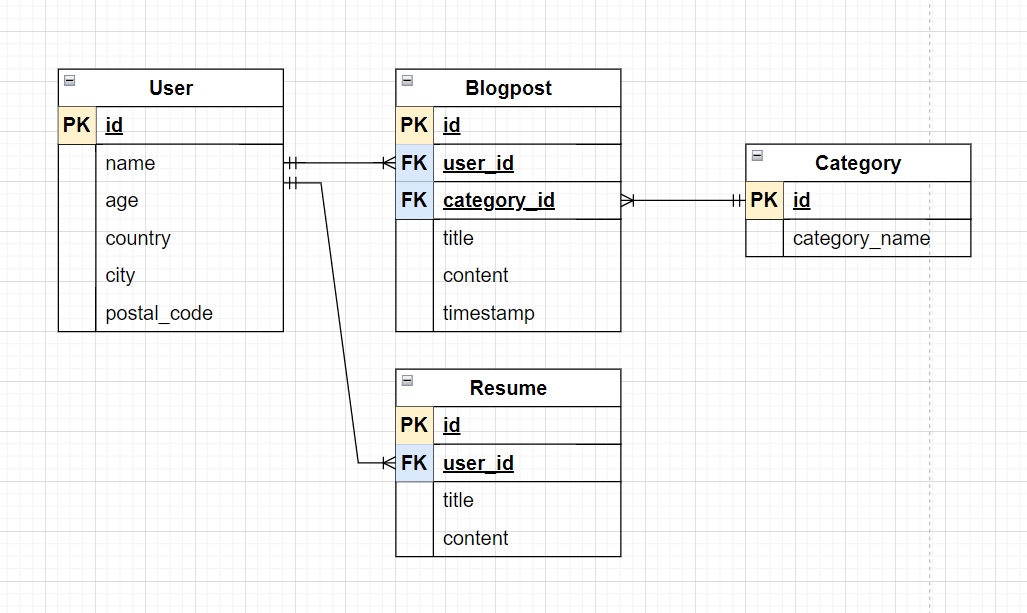 User
PK id
name
age
country
city
postal_code
Blogpost
PK id
FK user_id
FK category_id
title
content
timestamp
Category
PK id
category_name
Resume
PK id
FK user_id
title
content